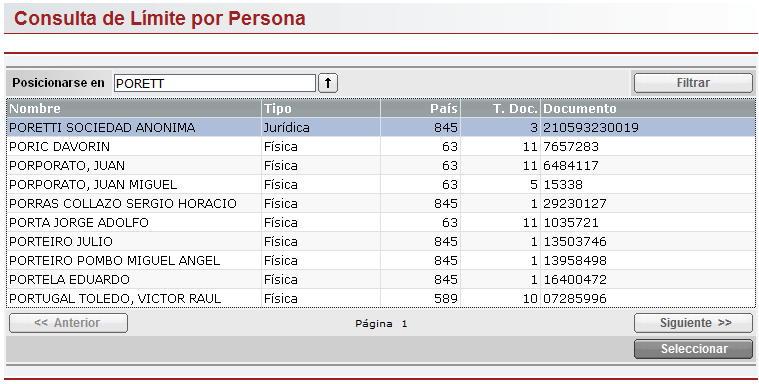 Consulta de Límite por Persona
Posicionarse en PORETT Filtrar
Nombre Tipo País T. Doc. Documento
PORETTI SOCIEDAD ANONIMA Jurídica 845 3 210593230019
PORIC DAVORIN Física 63 11 7657283
PORPORATO, JUAN Física 63 11 6484117
PORPORATO, JUAN MIGUEL Física 63 5 15338
PORRAS COLLAZO SERGIO HORACIO Física 845 1 29230127
PORTA JORGE ADOLFO Física 63 11 1035721
PORTEIRO JULIO Física 845 1 13503746
PORTEIRO POMBO MIGUEL ANGEL Física 845 1 13958498
PORTELA EDUARDO Física 845 1 16400472
PORTUGAL TOLEDO, VICTOR RAUL Física 589 10 07285996
<< Anterior Página 1 Siguiente >>
Seleccionar